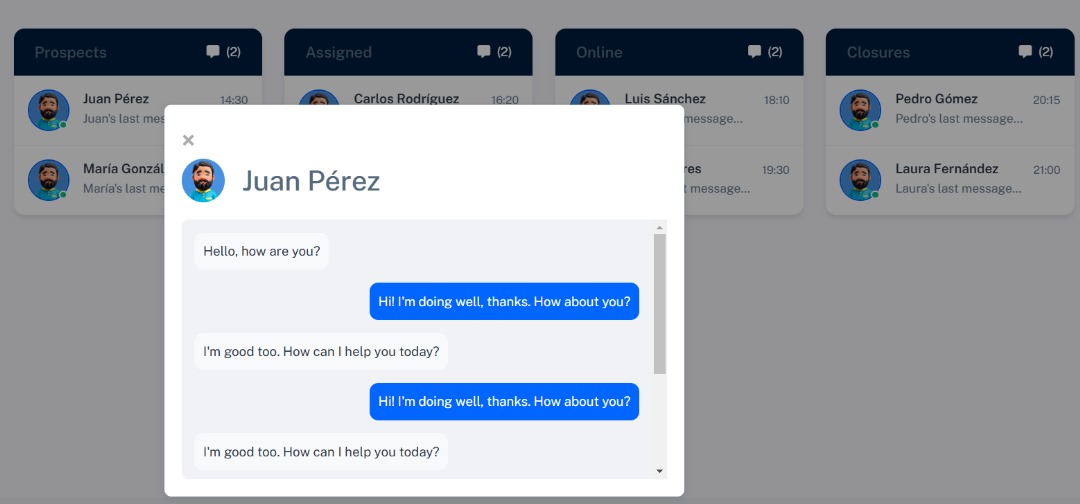 Prospects (2)
Assigned (2)
Online (2)
Closures (2)
Juan Pérez 14:30
Juan's last mes
Carlos Rodríguez 16:20
Luis Sánchez 18:10
message...
Pedro Gómez 20:15
Pedro's last message...
María Gonzál
María's last me
res 19:30
t message...
Laura Fernández 21:00
Laura's last message...
×
Juan Pérez
Hello, how are you?
Hi! I'm doing well, thanks. How about you?
I'm good too. How can I help you today?
Hi! I'm doing well, thanks. How about you?
I'm good too. How can I help you today?